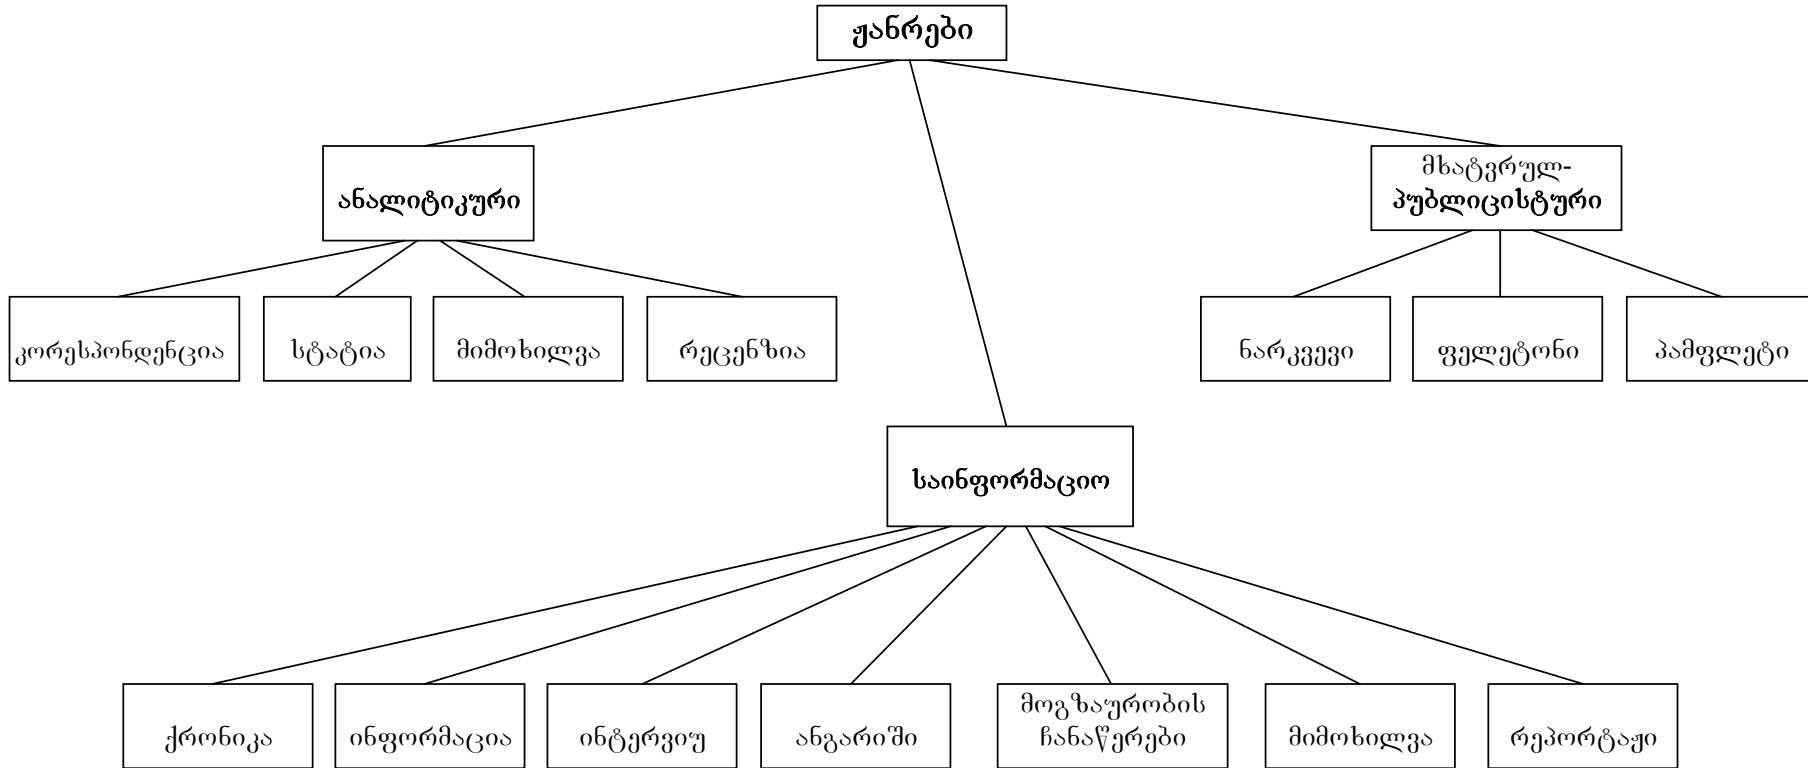 ჟანრები
ანალიტიკური
მხატვრულ-
პუბლიცისტური
კორესპონდენცია
სტატია
მიმოხილვა
რეცენზია
ნარკვევი
ფელეტონი
პამფლეტი
საინფორმაციო
ქრონიკა
ინფორმაცია
ინტერვიუ
ანგარიში
მოგზაურობის
ჩანაწერები
მიმოხილვა
რეპორტაჟი